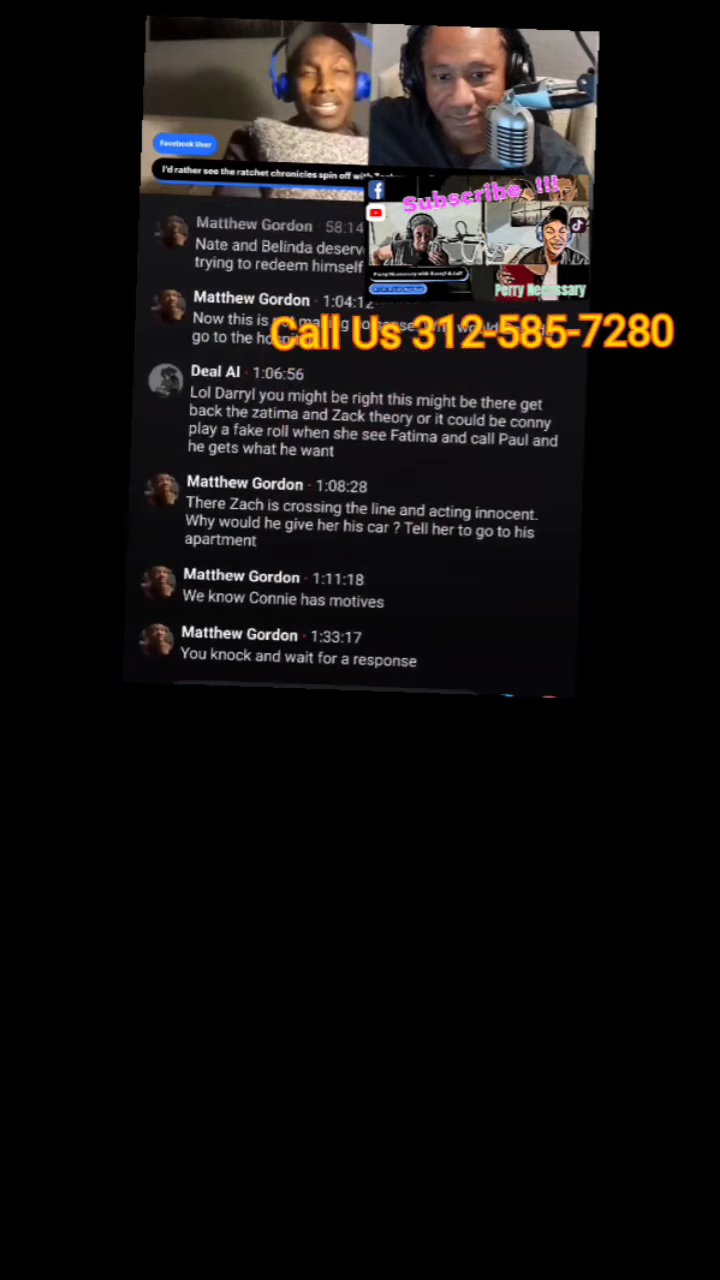 Facebook User
I'd rather see the ratchet chronicles spin off with
Subscribe !!!
Perry Necessary
Matthew Gordon · 58:14
Nate and Belinda deserv
trying to redeem himself
Matthew Gordon · 1:04:12
Now this is not making no sense. Why would
go to the hospital
Call Us 312-585-7280
Deal Al · 1:06:56
Lol Darryl you might be right this might be there get
back the zatima and Zack theory or it could be conny
play a fake roll when she see Fatima and call Paul and
he gets what he want
Matthew Gordon · 1:08:28
There Zach is crossing the line and acting innocent.
Why would he give her his car ? Tell her to go to his
apartment
Matthew Gordon · 1:11:18
We know Connie has motives
Matthew Gordon · 1:33:17
You knock and wait for a response